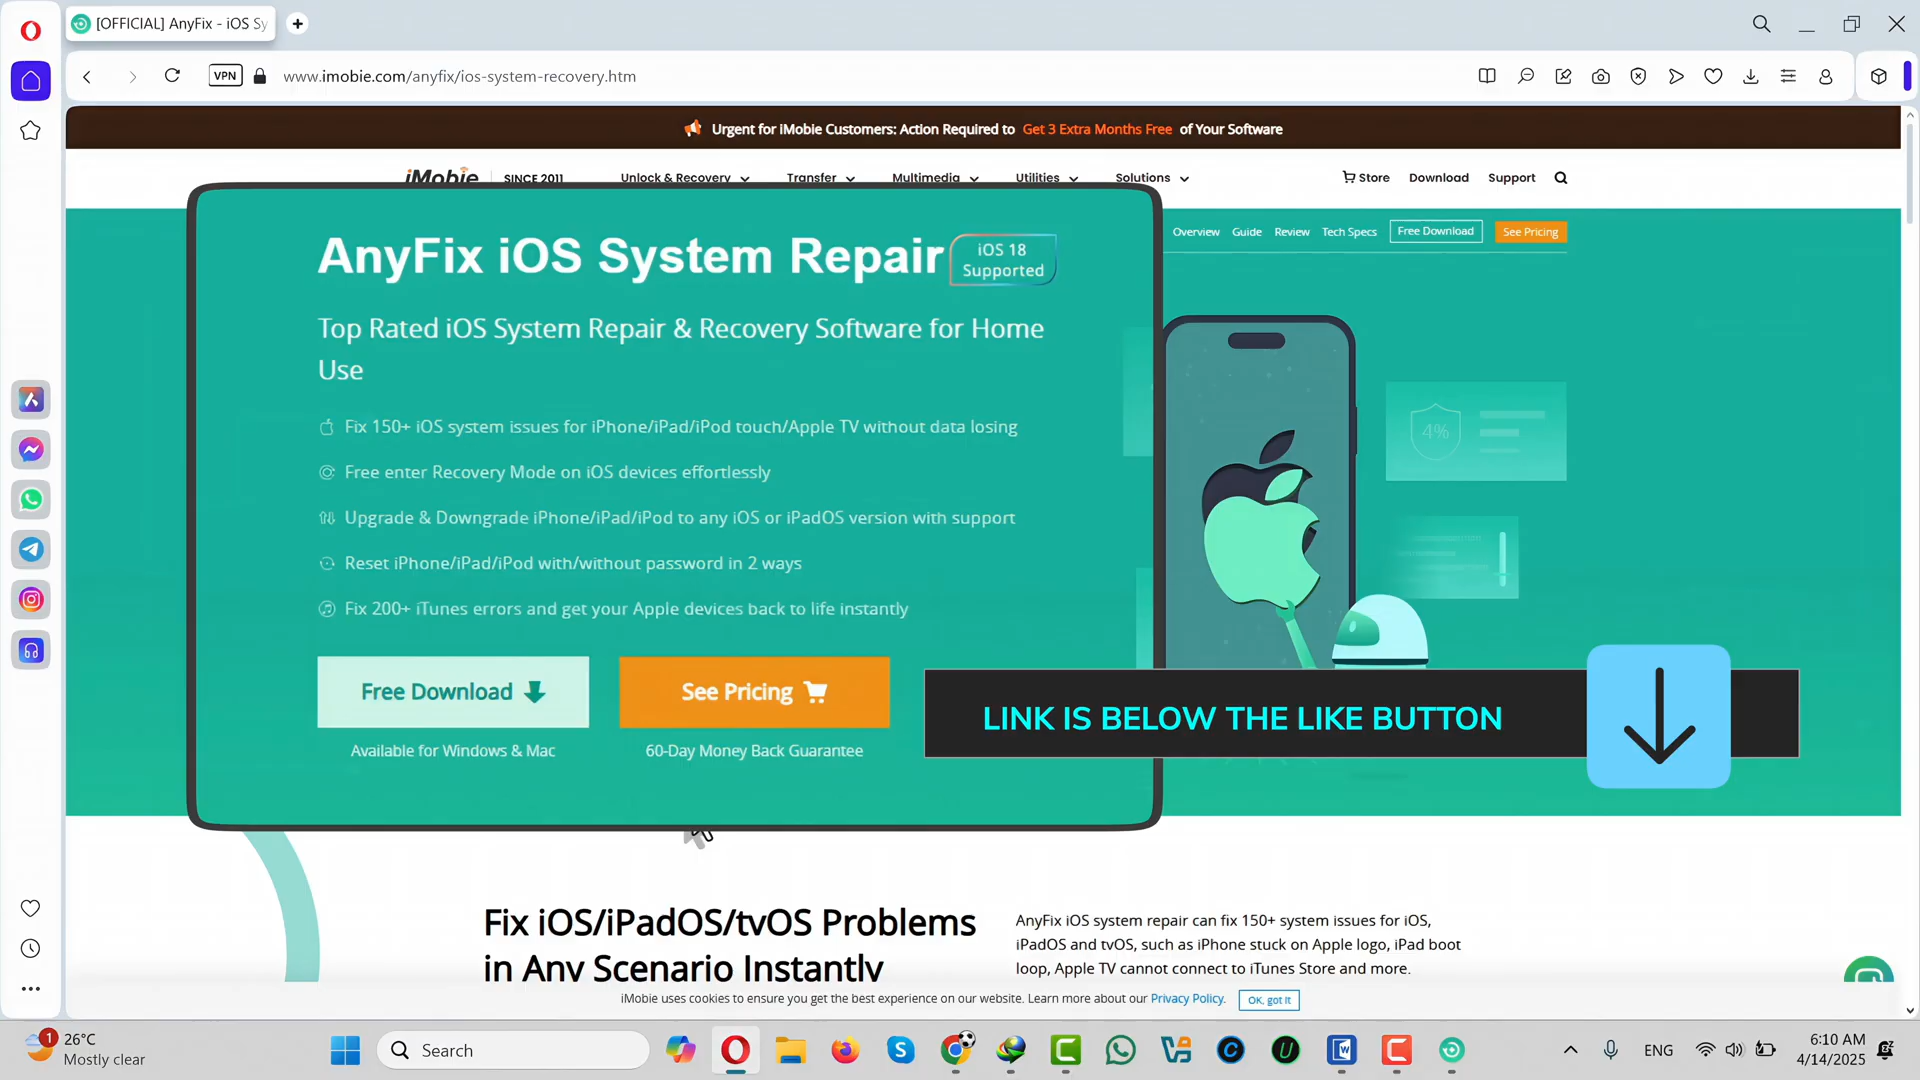 [OFFICIAL] AnyFix - iOS Sy
VPN
www.imobie.com/anyfix/ios-system-recovery.htm
Urgent for iMobie Customers: Action Required to Get 3 Extra Months Free of Your Software
iMobie SINCE 2011 Unlock & Recovery Transfer Multimedia Utilities Solutions Store Download Support
Overview Guide Review Tech Specs Free Download See Pricing
AnyFix iOS System Repair
iOS 18
Supported
Top Rated iOS System Repair & Recovery Software for Home
Use
Fix 150+ iOS system issues for iPhone/iPad/iPod touch/Apple TV without data losing
Free enter Recovery Mode on iOS devices effortlessly
Upgrade & Downgrade iPhone/iPad/iPod to any iOS or iPadOS version with support
Reset iPhone/iPad/iPod with/without password in 2 ways
Fix 200+ iTunes errors and get your Apple devices back to life instantly
4%
Free Download
See Pricing
Available for Windows & Mac
60-Day Money Back Guarantee
LINK IS BELOW THE LIKE BUTTON
Fix iOS/iPadOS/tvOS Problems
in Any Scenario Instantly
AnyFix iOS system repair can fix 150+ system issues for iOS,
iPadOS and tvOS, such as iPhone stuck on Apple logo, iPad boot
loop, Apple TV cannot connect to iTunes Store and more.
iMobie uses cookies to ensure you get the best experience on our website. Learn more about our Privacy Policy. OK, got it
1
26°C
Mostly clear
Search
ENG
6:10 AM
4/14/2025